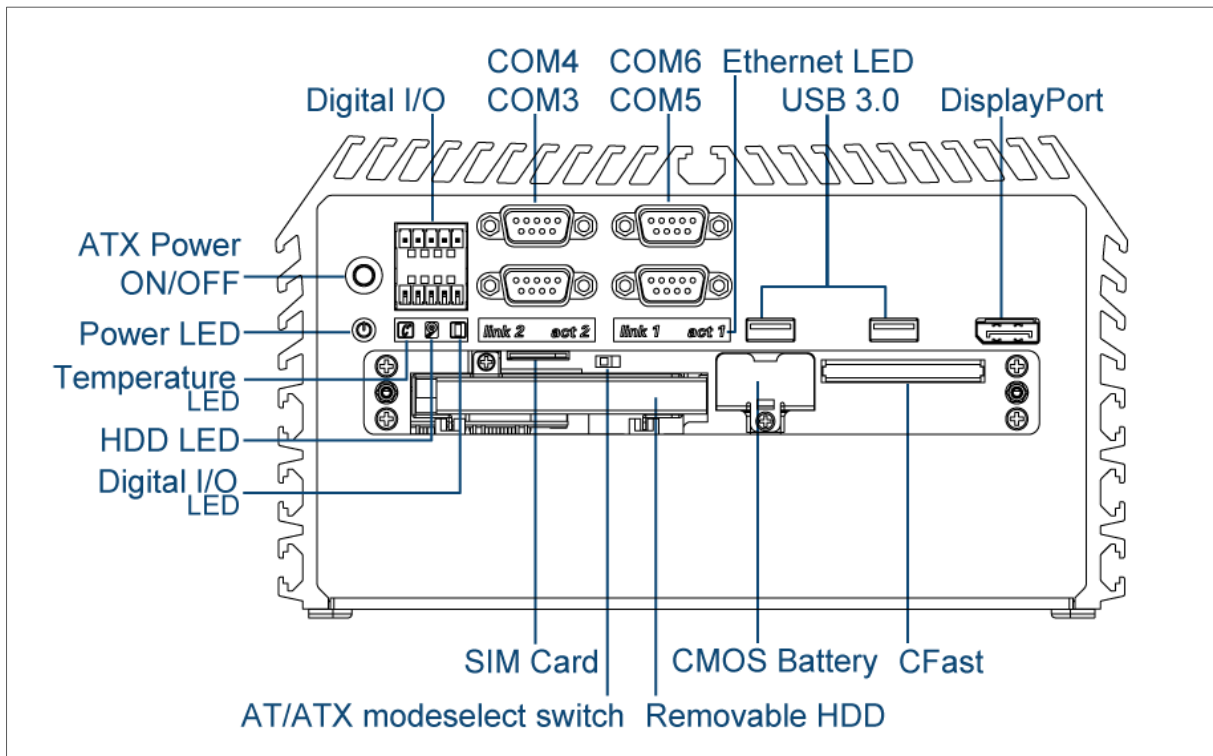 COM4
COM6
Ethernet LED
Digital I/O
COM3
COM5
USB 3.0
DisplayPort
ATX Power
ON/OFF
Power LED
link 2 act 2
link 1 act 1
Temperature
LED
HDD LED
Digital I/O
LED
SIM Card
CMOS Battery
CFast
AT/ATX modeselect switch
Removable HDD